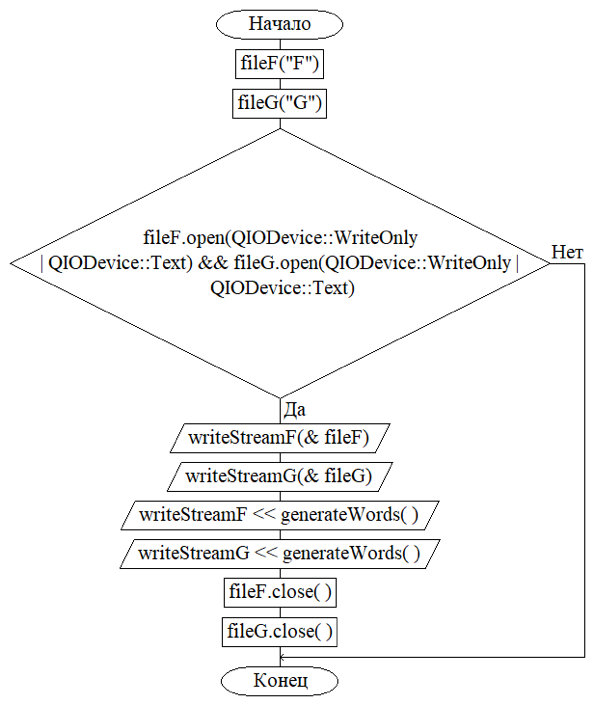 Начало
fileF("F")
fileG("G")
fileF.open(QIODevice::WriteOnly
| QIODevice::Text) && fileG.open(QIODevice::WriteOnly |
QIODevice::Text)
Нет
Да
writeStreamF(& fileF)
writeStreamG(& fileG)
writeStreamF << generateWords( )
writeStreamG << generateWords( )
fileF.close( )
fileG.close( )
Конец